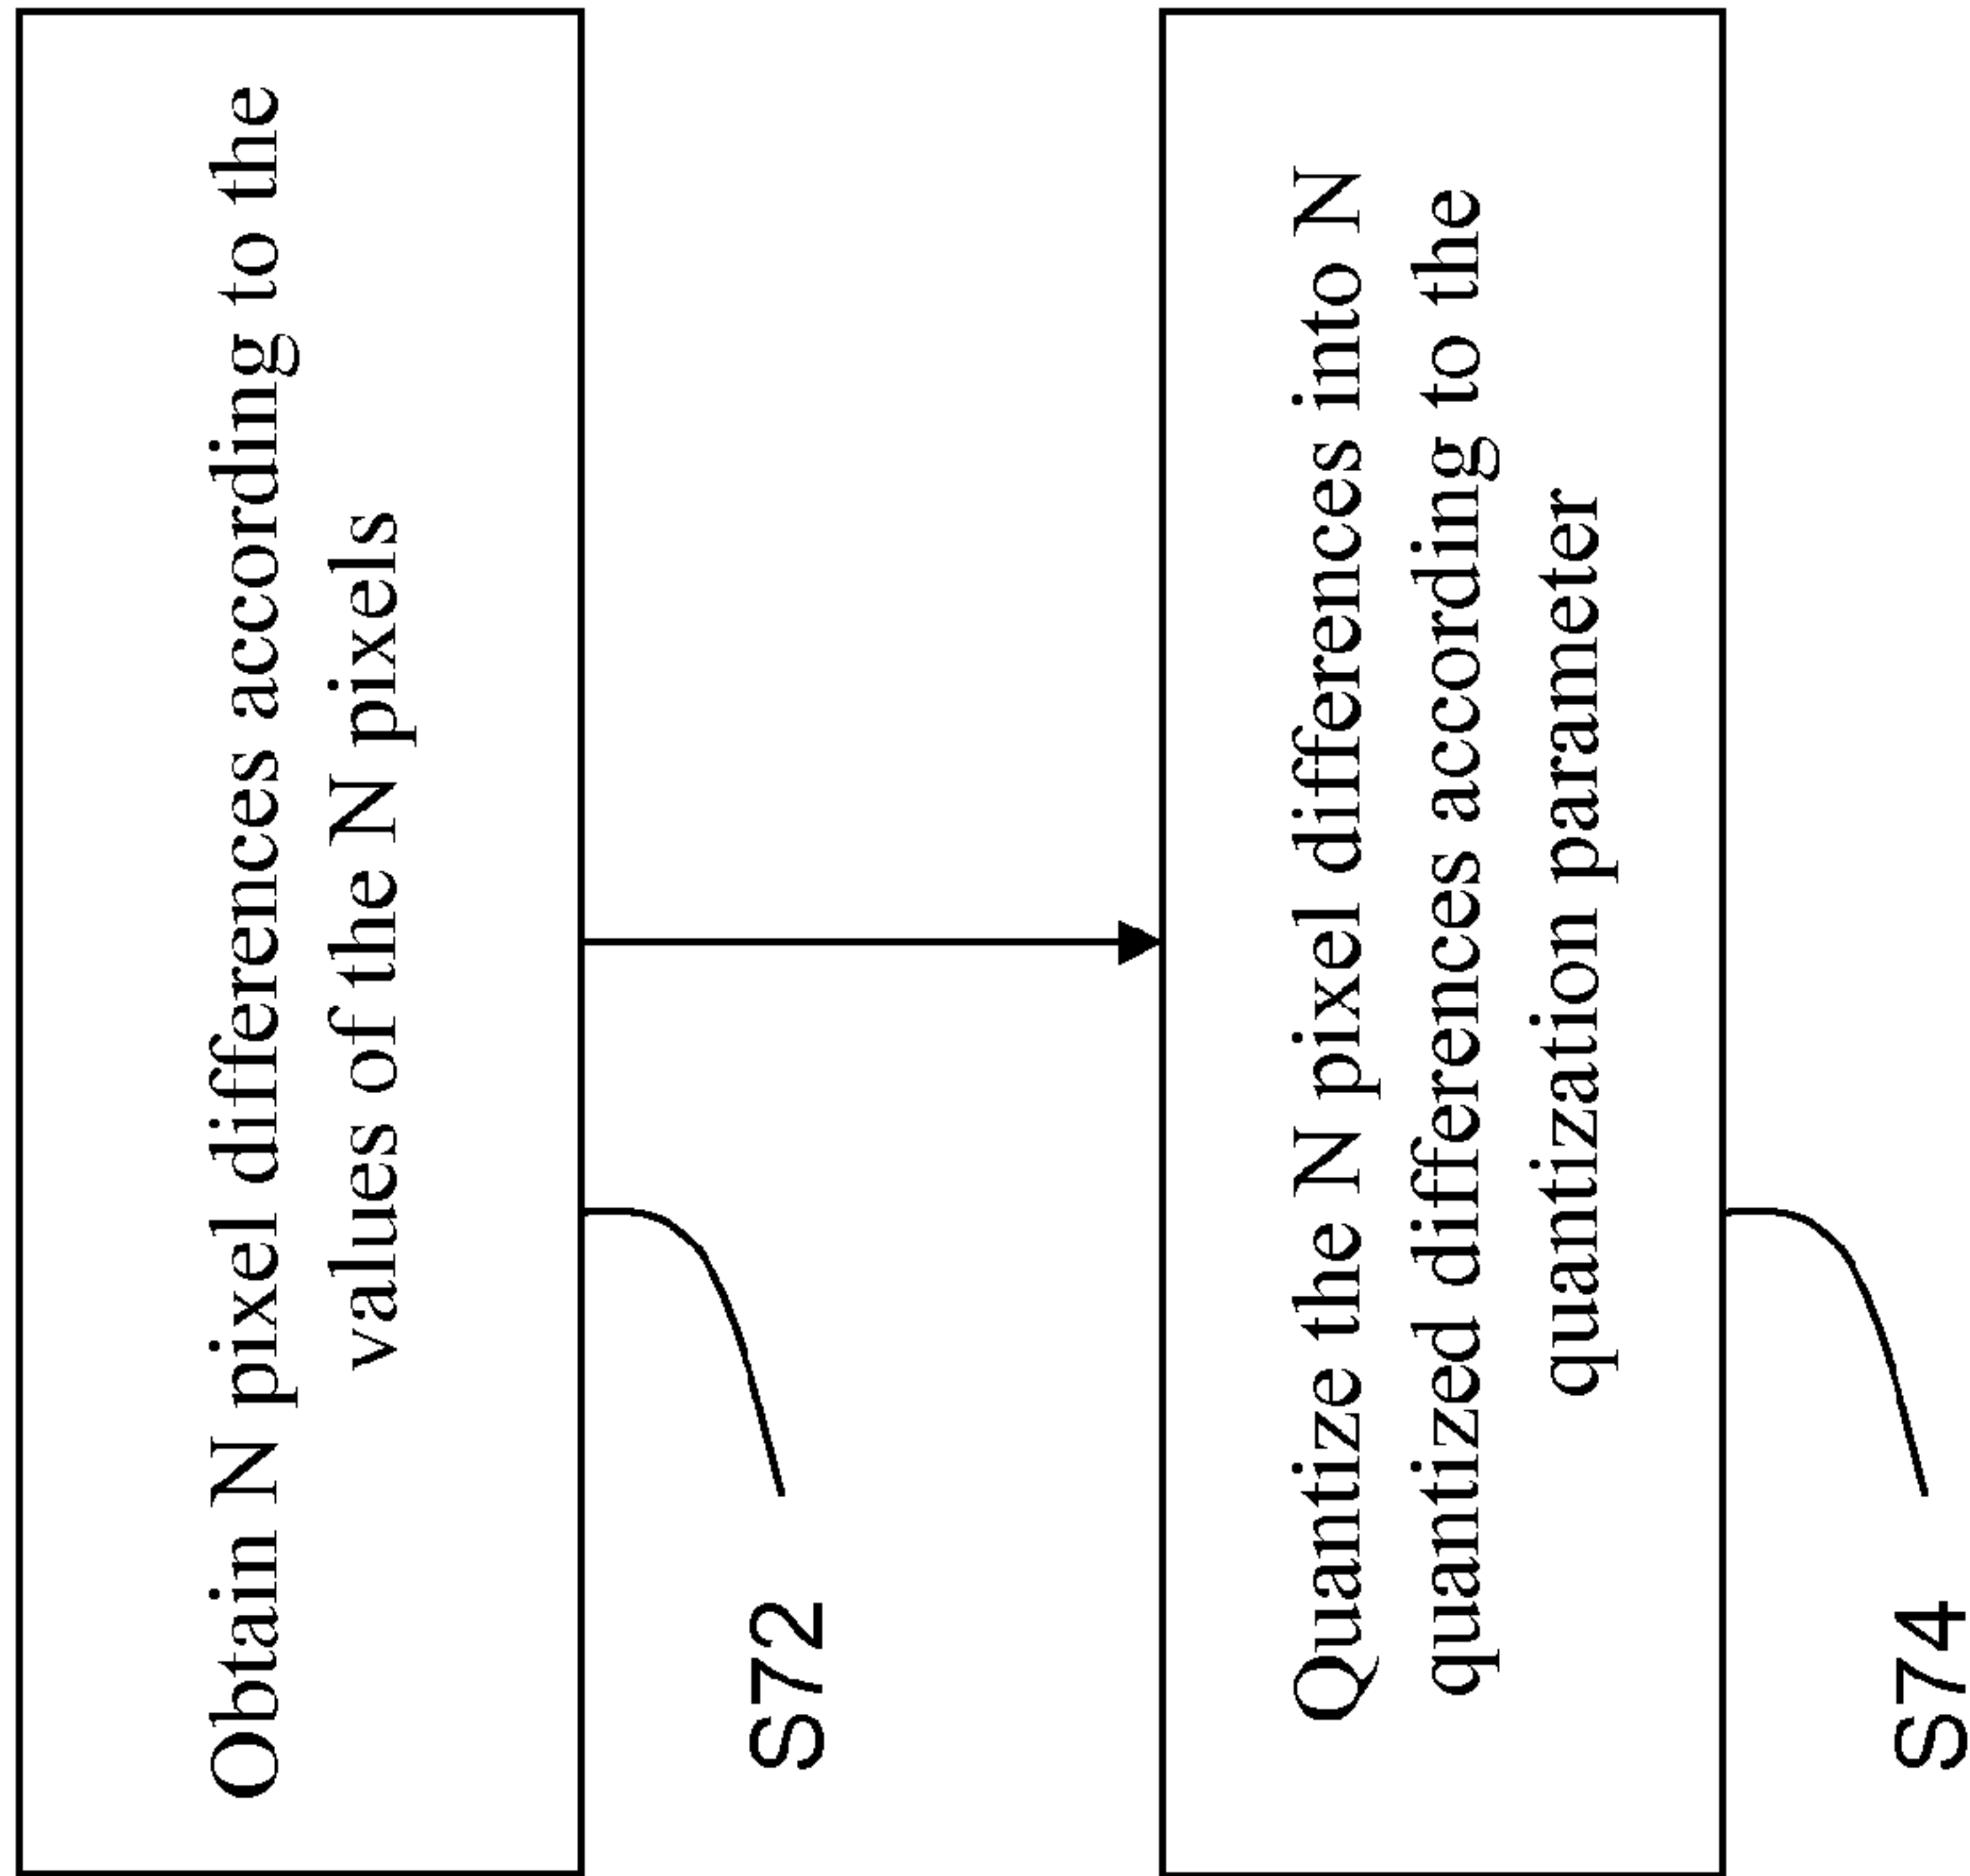 Obtain N pixel differences according to the
values of the N pixels
S72
Quantize the N pixel differences into N
quantized differences according to the
quantization parameter
S74